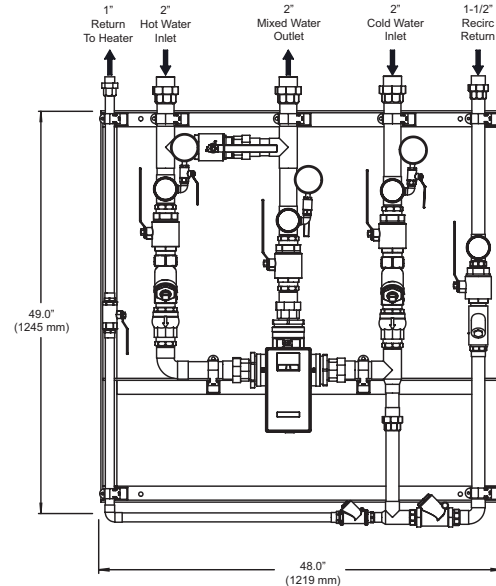 1"
Return
To Heater
2"
Hot Water
Inlet
2"
Mixed Water
Outlet
2"
Cold Water
Inlet
1-1/2"
Recirc
Return
49.0"
(1245 mm)
48.0"
(1219 mm)